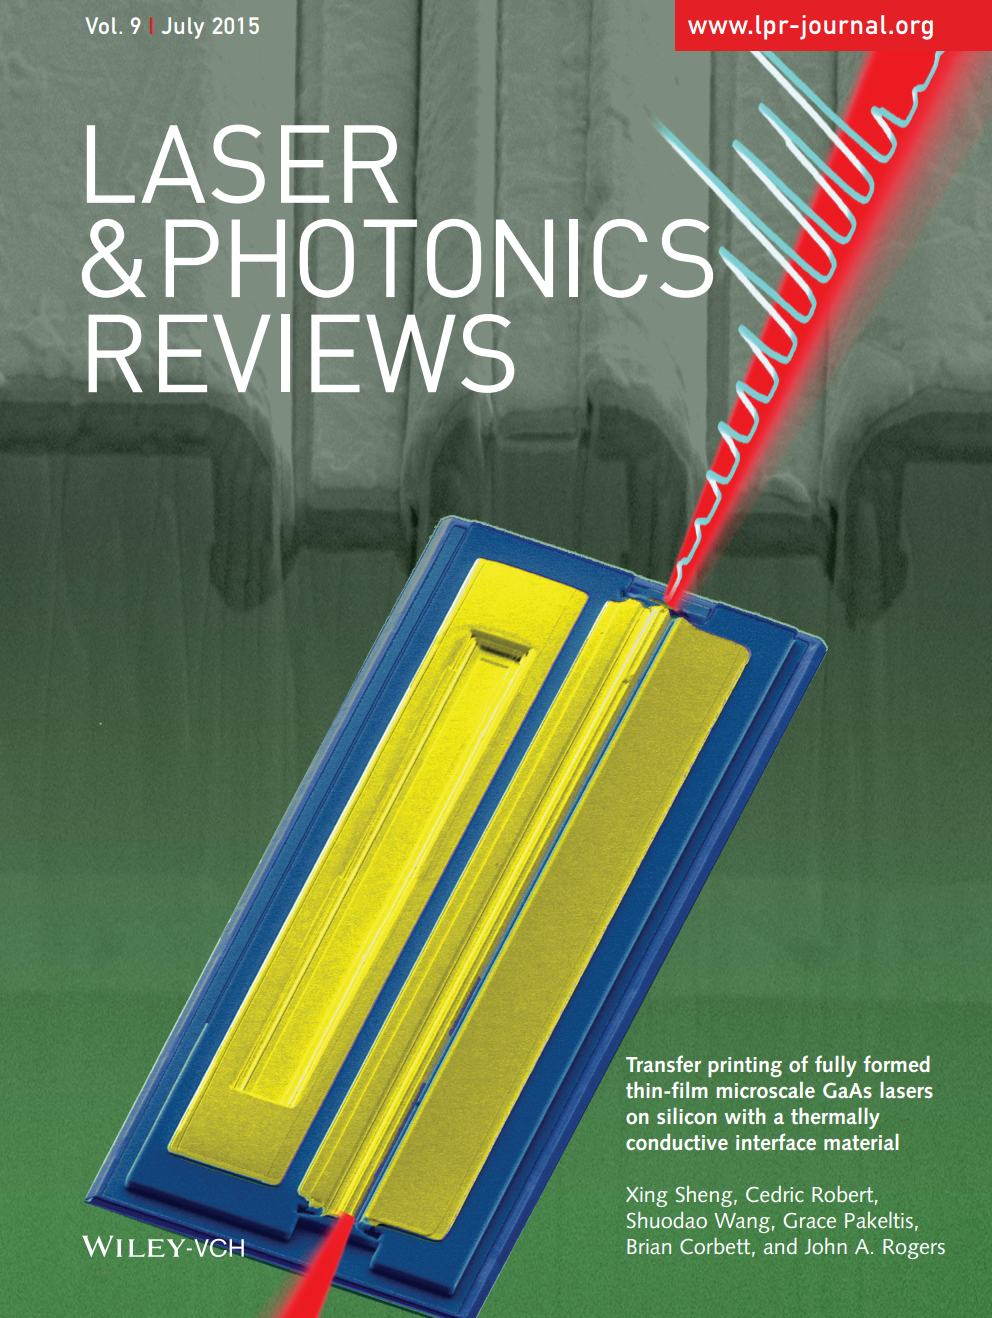 Vol. 9 | July 2015
www.lpr-journal.org
LASER
& PHOTONICS
REVIEWS
Transfer printing of fully formed
thin-film microscale GaAs lasers
on silicon with a thermally
conductive interface material
Xing Sheng, Cedric Robert,
Shuodao Wang, Grace Pakeltis,
Brian Corbett, and John A. Rogers
WILEY-VCH